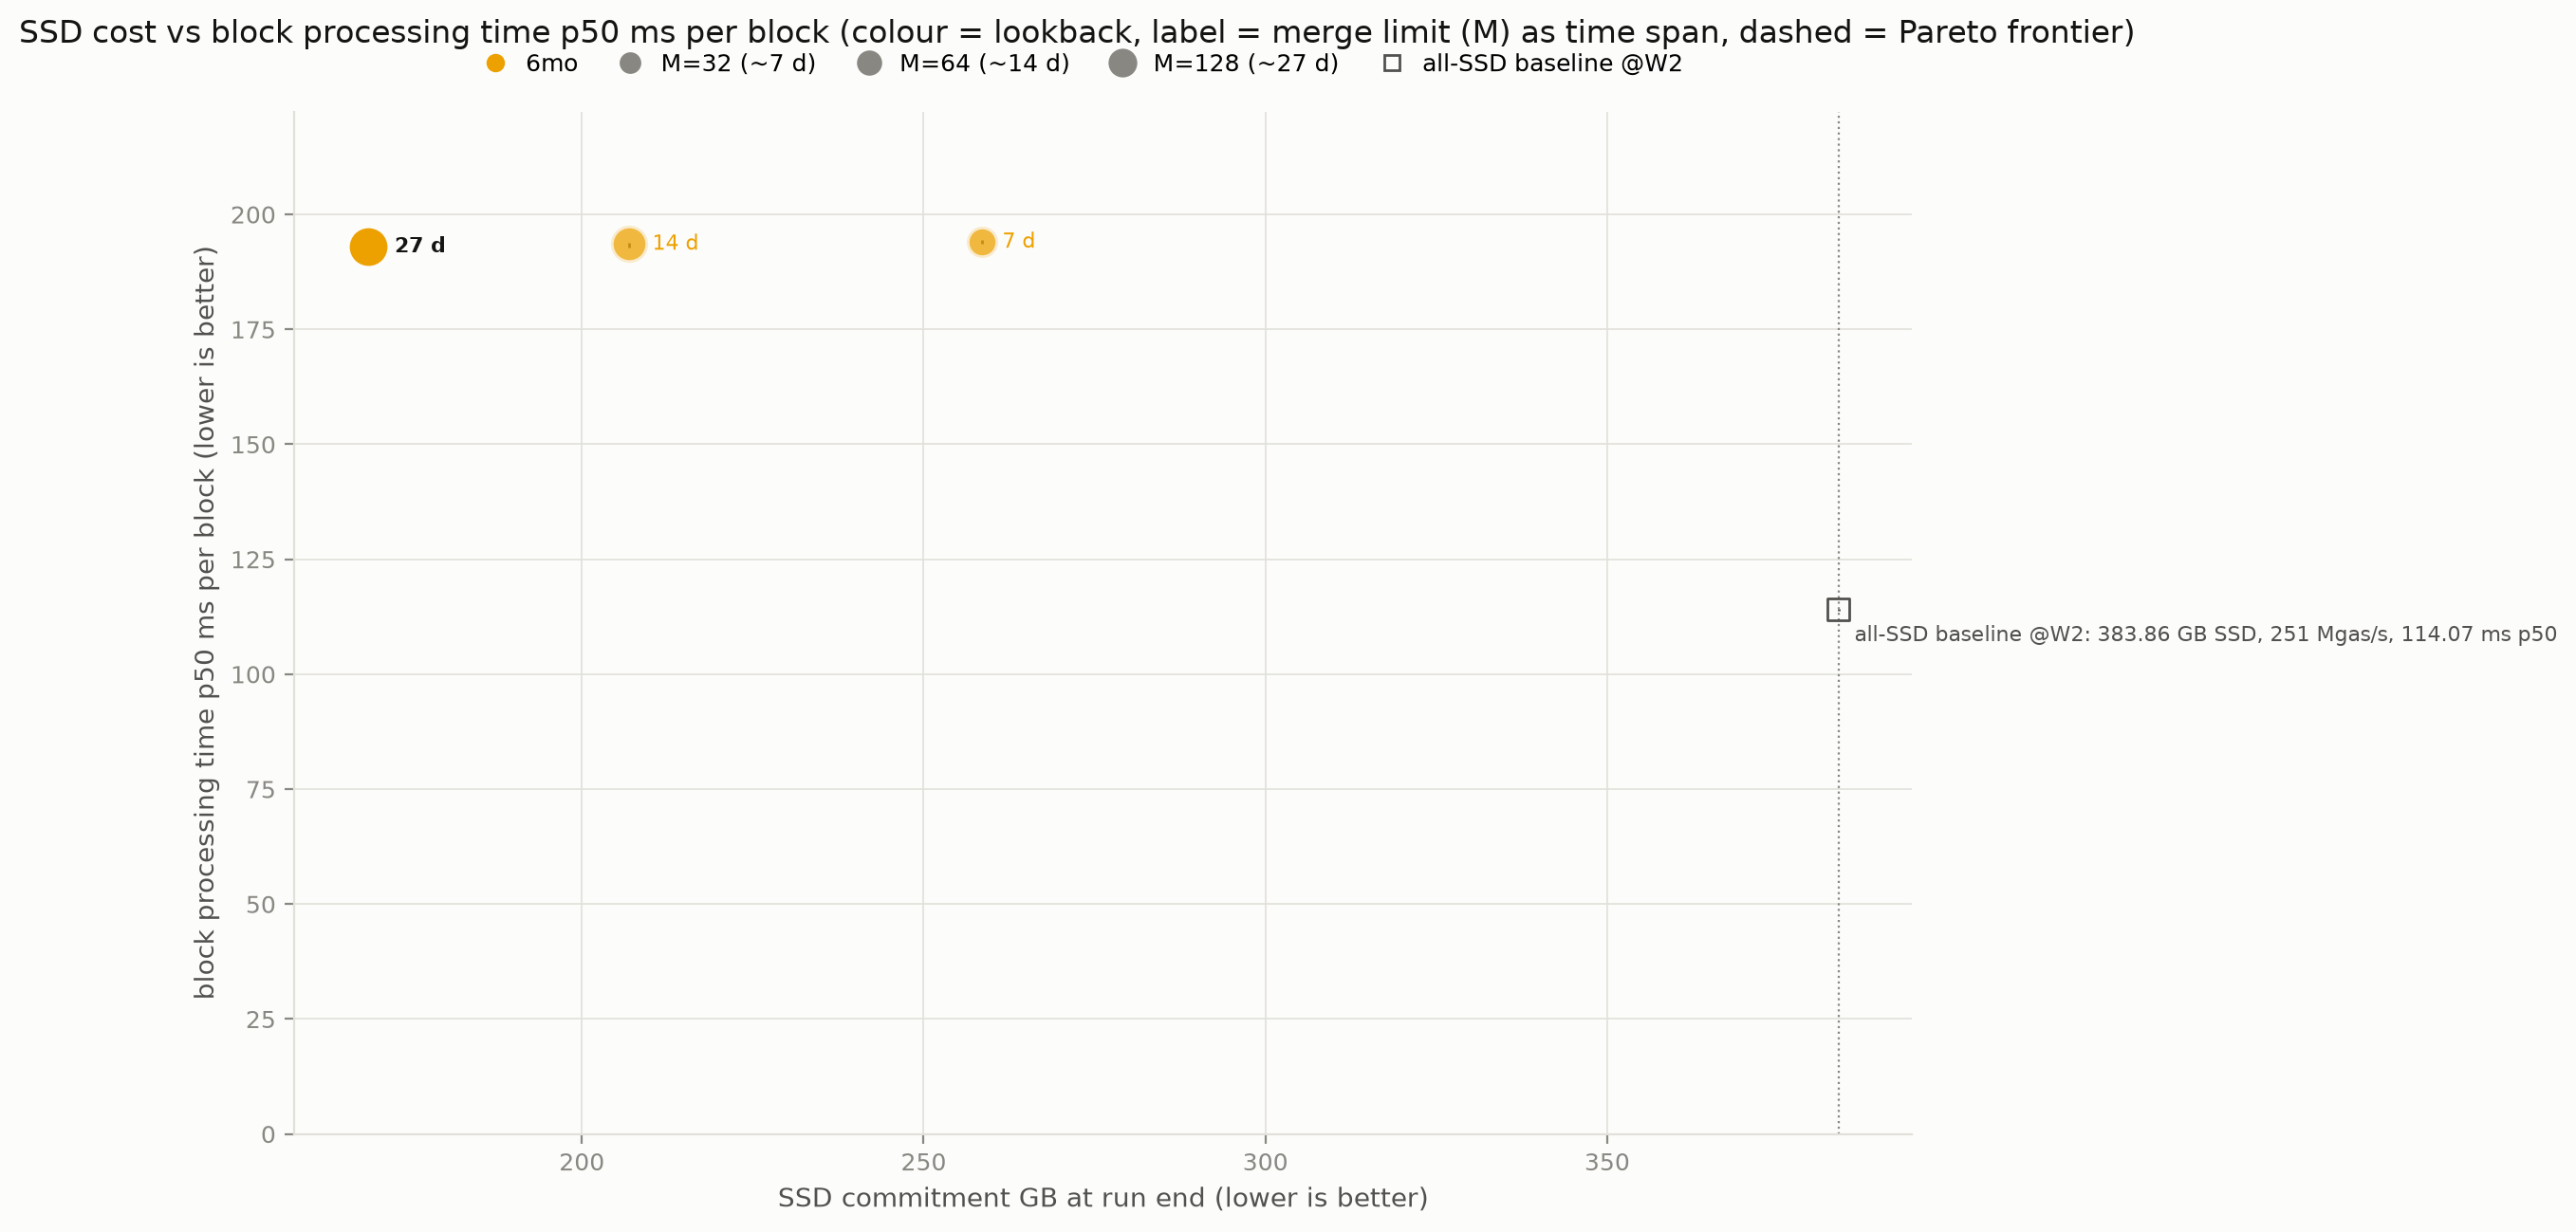 SSD cost vs block processing time p50 ms per block (colour = lookback, label = merge limit (M) as time span, dashed = Pareto frontier)
6mo M=32 (~7 d) M=64 (~14 d) M=128 (~27 d) all-SSD baseline @W2
block processing time p50 ms per block (lower is better)
200
175
150
125
100
75
50
25
0
27 d
14 d
7 d
all-SSD baseline @W2: 383.86 GB SSD, 251 Mgas/s, 114.07 ms p50
200 250 300 350
SSD commitment GB at run end (lower is better)